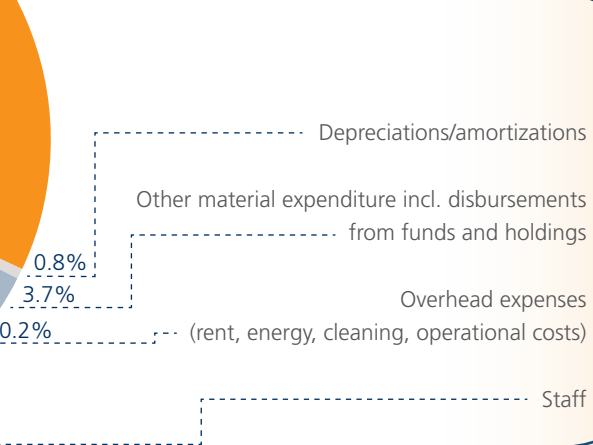 Depreciations/amortizations
Other material expenditure incl. disbursements
from funds and holdings
0.8%
3.7%
Overhead expenses
0.2%
(rent, energy, cleaning, operational costs)
Staff